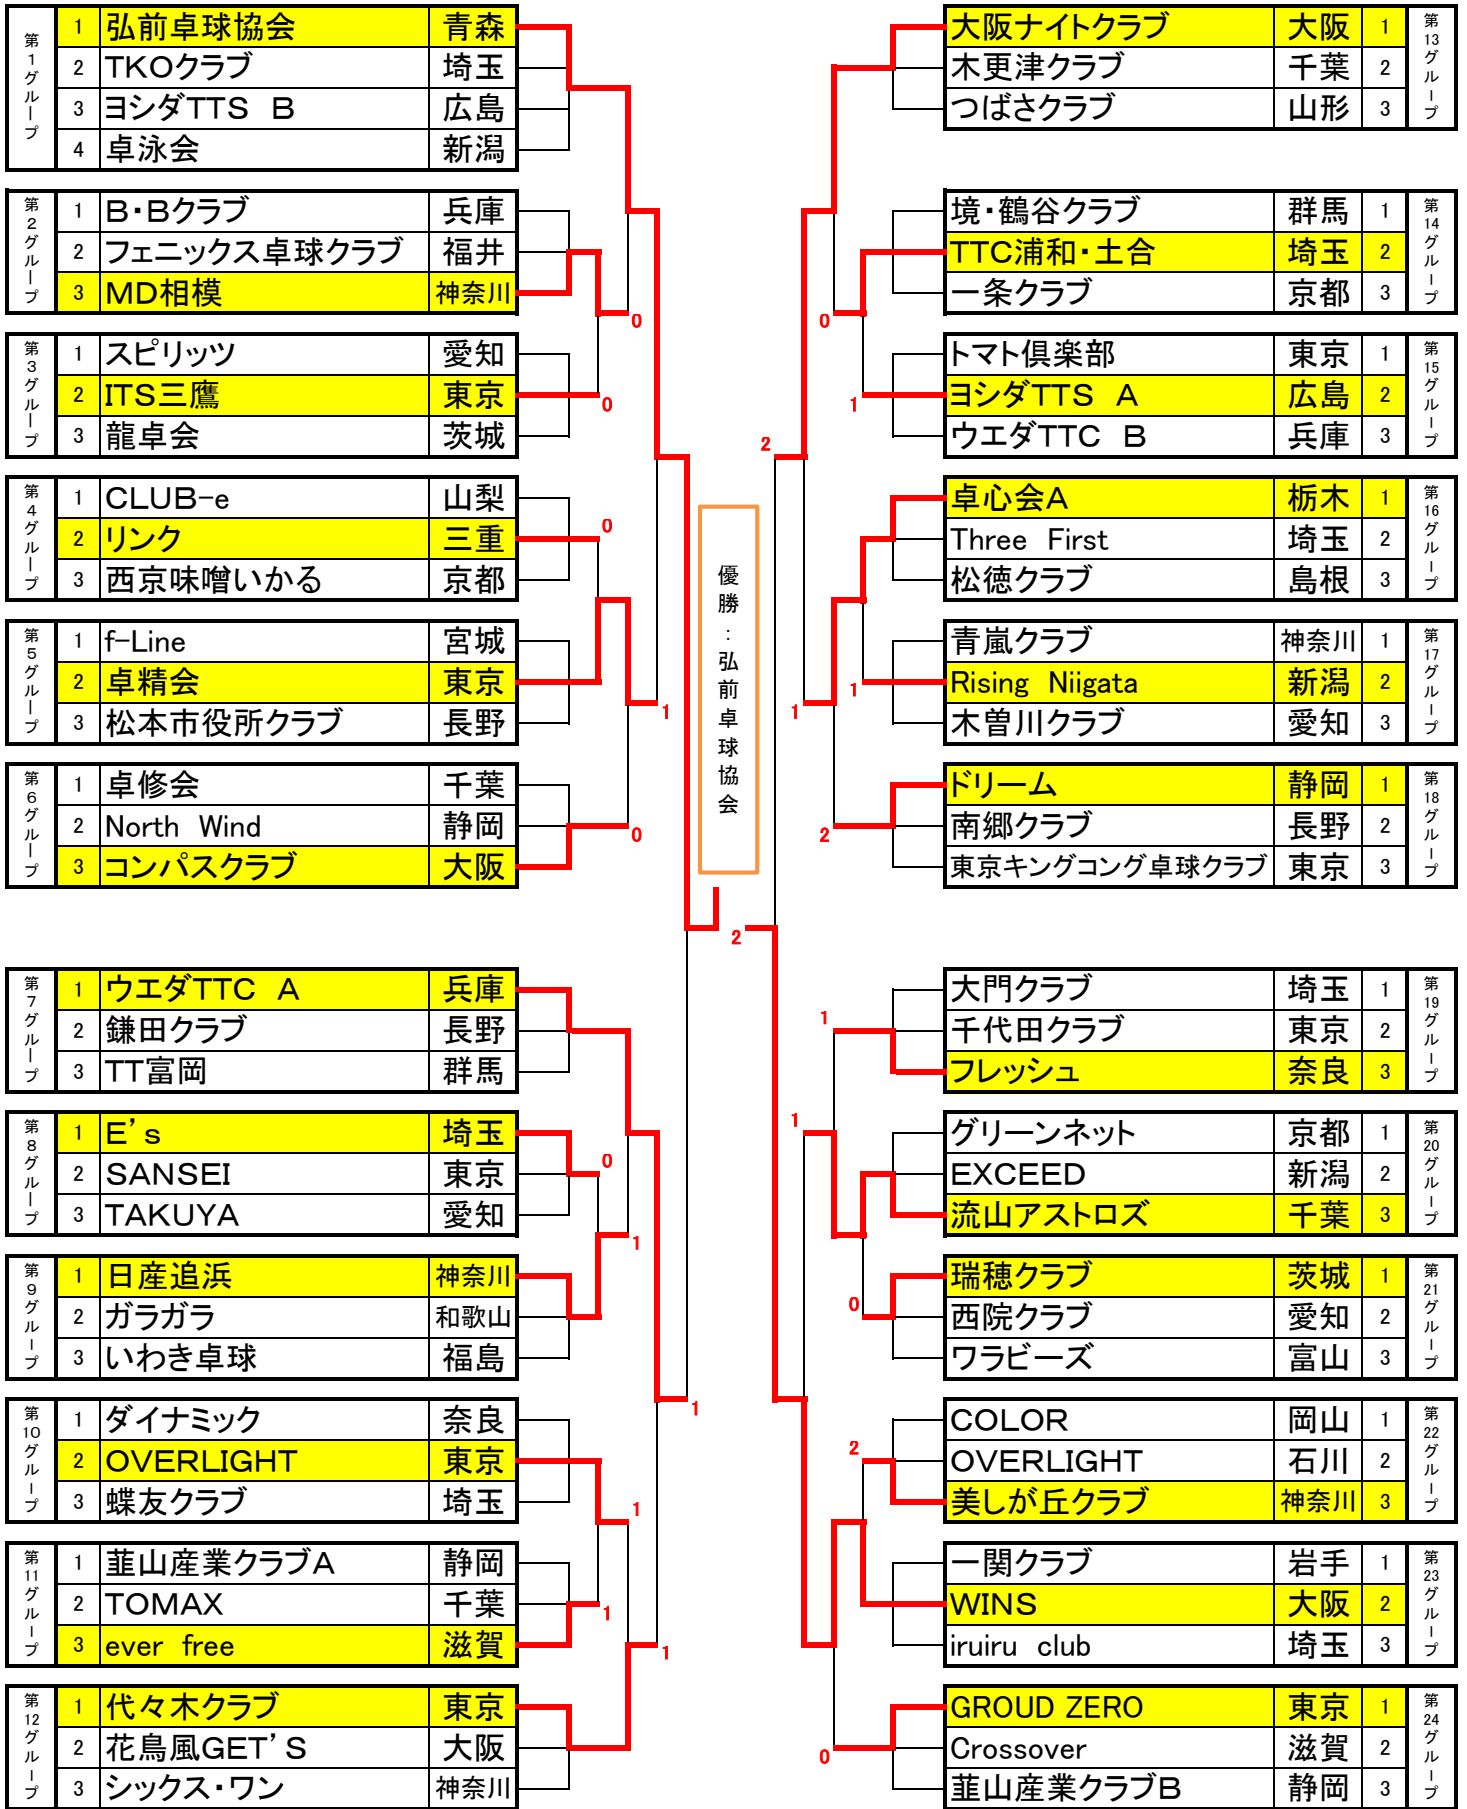 第1グループ
1 弘前卓球協会 青森
2 TKOクラブ 埼玉
3 ヨシダTTS B 広島
4 卓泳会 新潟
第2グループ
1 B・Bクラブ 兵庫
2 フェニックス卓球クラブ 福井
3 MD相模 神奈川
0
第3グループ
1 スピリッツ 愛知
2 ITS三鷹 東京
3 龍卓会 茨城
0
第4グループ
1 CLUB-e 山梨
2 リンク 三重
3 西京味噌いかる 京都
0
第5グループ
1 f-Line 宮城
2 卓精会 東京
3 松本市役所クラブ 長野
1
第6グループ
1 卓修会 千葉
2 North Wind 静岡
3 コンパスクラブ 大阪
0
第7グループ
1 ウエダTTC A 兵庫
2 鎌田クラブ 長野
3 TT富岡 群馬
第8グループ
1 E's 埼玉
2 SANSEI 東京
3 TAKUYA 愛知
0
1
第9グループ
1 日産追浜 神奈川
2 ガラガラ 和歌山
3 いわき卓球 福島
第10グループ
1 ダイナミック 奈良
2 OVERLIGHT 東京
3 蝶友クラブ 埼玉
1
1
第11グループ
1 韮山産業クラブA 静岡
2 TOMAX 千葉
3 ever free 滋賀
1
1
第12グループ
1 代々木クラブ 東京
2 花鳥風GET'S 大阪
3 シックス・ワン 神奈川
優勝:弘前卓球協会
2
大阪ナイトクラブ 大阪 1
木更津クラブ 千葉 2
つばさクラブ 山形 3
第13グループ
境・鶴谷クラブ 群馬 1
TTC浦和・土合 埼玉 2
一条クラブ 京都 3
第14グループ
0
トマト倶楽部 東京 1
ヨシダTTS A 広島 2
ウエダTTC B 兵庫 3
第15グループ
1
2
卓心会A 栃木 1
Three First 埼玉 2
松徳クラブ 島根 3
第16グループ
青嵐クラブ 神奈川 1
Rising Niigata 新潟 2
木曽川クラブ 愛知 3
第17グループ
1
1
ドリーム 静岡 1
南郷クラブ 長野 2
東京キングコング卓球クラブ 東京 3
第18グループ
2
大門クラブ 埼玉 1
千代田クラブ 東京 2
フレッシュ 奈良 3
第19グループ
1
グリーンネット 京都 1
EXCEED 新潟 2
流山アストロズ 千葉 3
第20グループ
1
瑞穂クラブ 茨城 1
西院クラブ 愛知 2
ワラビーズ 富山 3
第21グループ
0
COLOR 岡山 1
OVERLIGHT 石川 2
美しが丘クラブ 神奈川 3
第22グループ
2
一関クラブ 岩手 1
WINS 大阪 2
iruiru club 埼玉 3
第23グループ
GROUD ZERO 東京 1
Crossover 滋賀 2
韮山産業クラブB 静岡 3
第24グループ
0